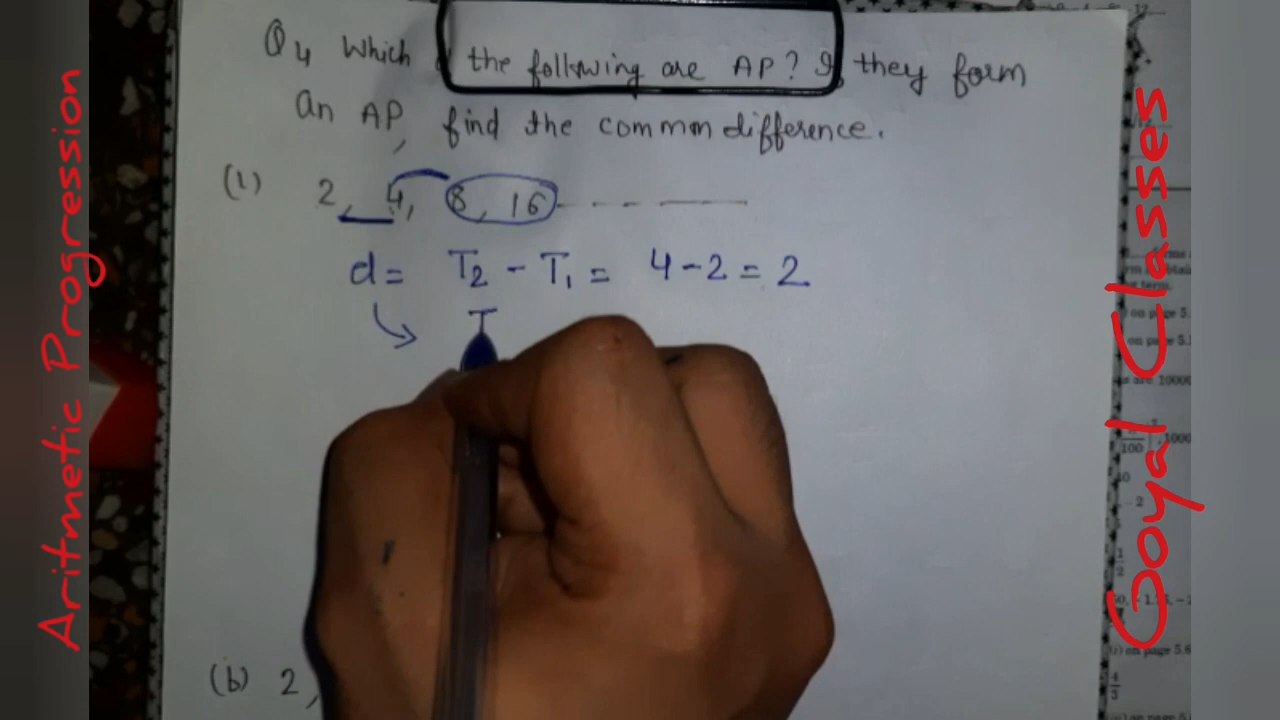 Aritmetic Progression
Q4 Which the following are AP? If they form
an AP, find the common difference.
(1) 2, 4, 8, 16 - - - -
d = T2 - T1 = 4 - 2 = 2
T
(b) 2,
Goyal Classes